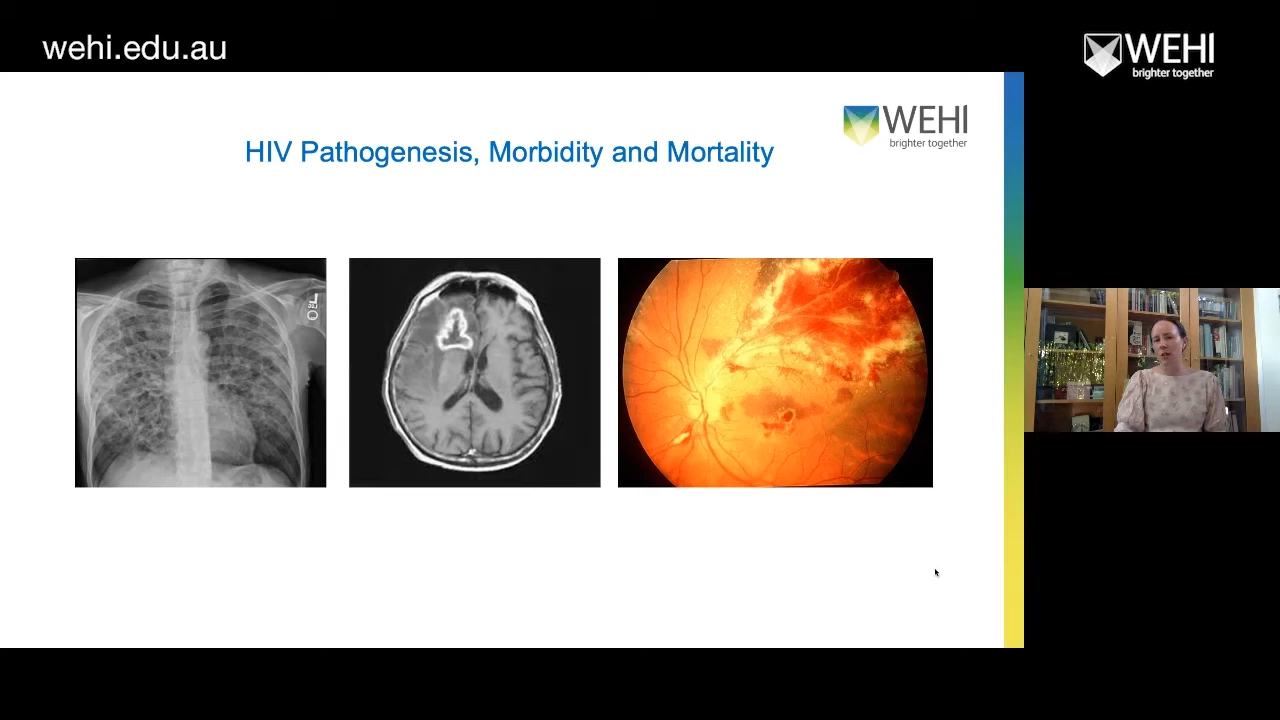 wehi.edu.au
WEHI
brighter together
WEHI
brighter together
HIV Pathogenesis, Morbidity and Mortality